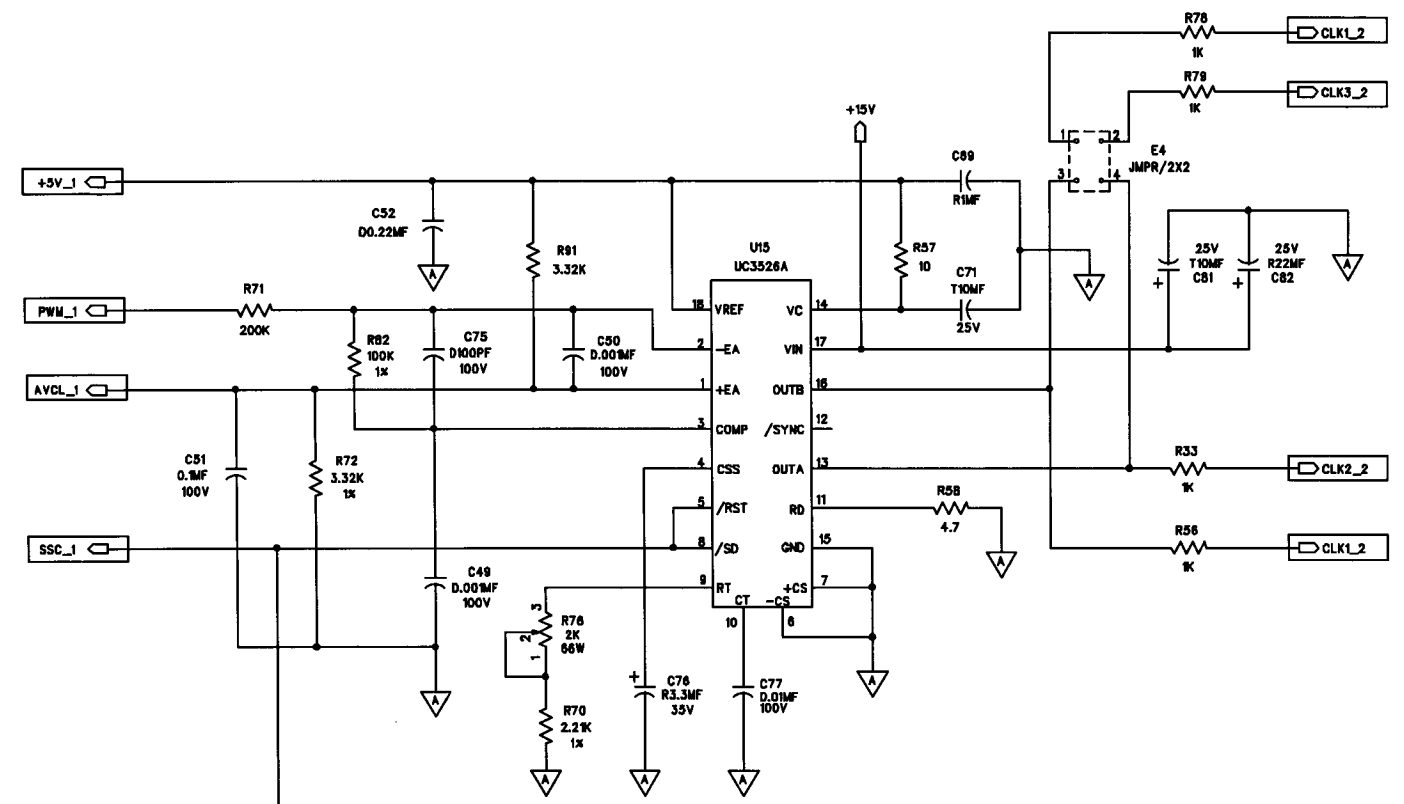 R78
1K
CLK1_2
R79
1K
CLK3_2
+15V
1
2
3
4
E4
JMPR/2X2
+5V_1
C52
D0.22MF
A
R91
3.32K
C69
R1MF
R57
10
C71
T10MF
25V
A
25V
T10MF
C81
+
25V
R22MF
C82
+
A
U15
UC3526A
PWM_1
R71
200K
R82
100K
1%
C75
D100PF
100V
C50
D.001MF
100V
18
VREF
VC
14
2
-EA
VIN
17
AVCL_1
1
+EA
OUTB
16
3
COMP
/SYNC
12
C51
0.1MF
100V
R72
3.32K
1%
4
CSS
OUTA
13
R33
1K
CLK2_2
5
/RST
RD
11
R58
4.7
A
SSC_1
8
/SD
GND
15
R56
1K
CLK1_2
C49
D.001MF
100V
A
9
RT
+CS
7
CT
-CS
10
6
A
3
2
1
R76
2K
66W
R70
2.21K
1%
A
+
C76
R3.3MF
35V
A
C77
D.01MF
100V
A